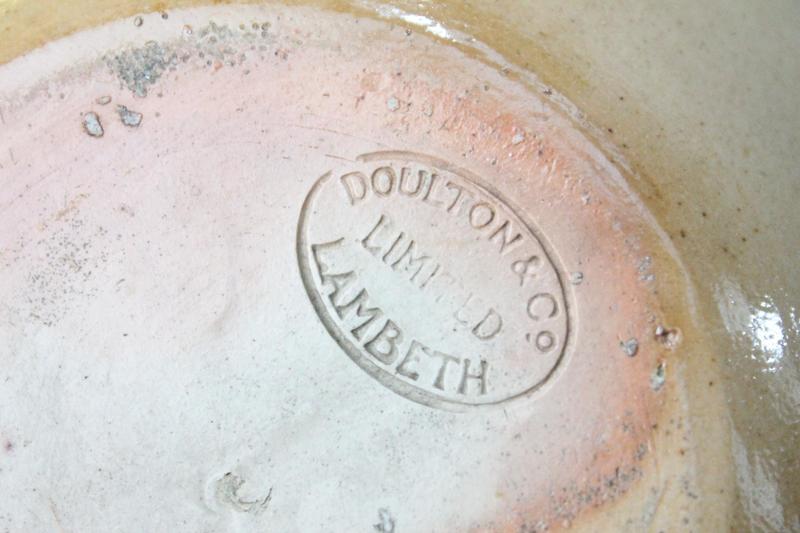 DOULTON & Co
LIMITED
LAMBETH